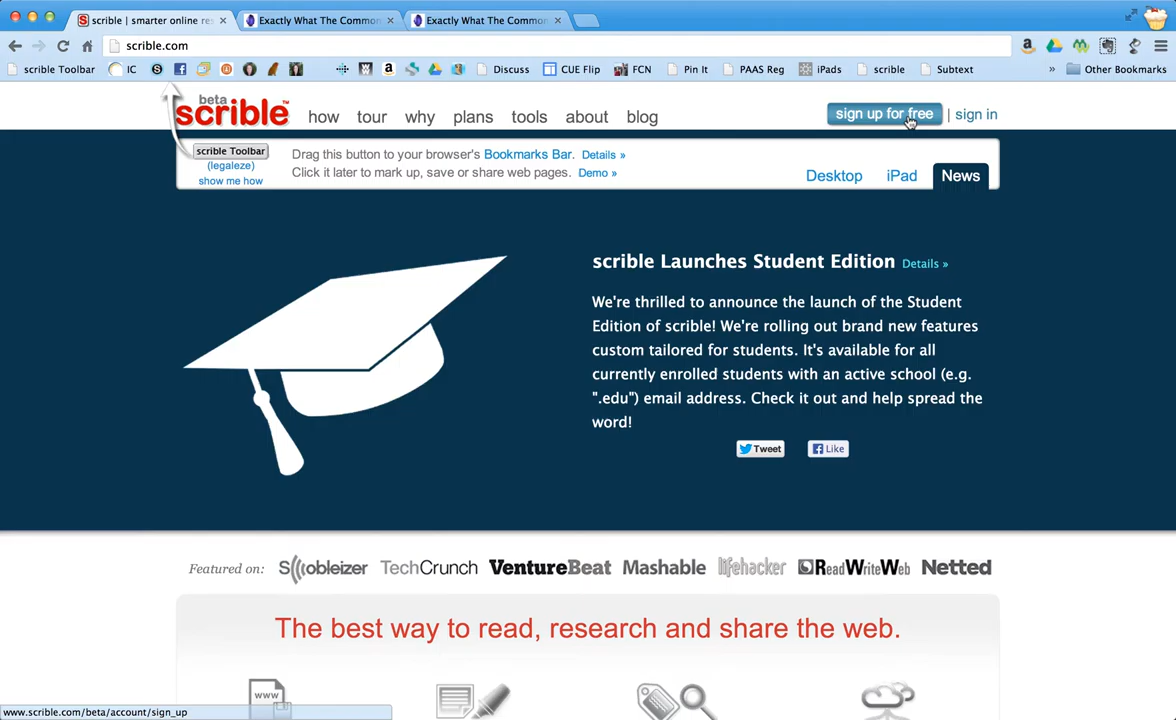 scrible | smarter online res
Exactly What The Common
Exactly What The Common
scrible.com
scrible Toolbar
IC
Discuss
CUE Flip
FCN
Pin It
PAAS Reg
iPads
scrible
Subtext
»
Other Bookmarks
beta
scrible™
how
tour
why
plans
tools
about
blog
sign up for free
| sign in
scrible Toolbar
(legaleze)
show me how
Drag this button to your browser's Bookmarks Bar. Details »
Click it later to mark up, save or share web pages. Demo »
Desktop
iPad
News
scrible Launches Student Edition Details »
We're thrilled to announce the launch of the Student
Edition of scrible! We're rolling out brand new features
custom tailored for students. It's available for all
currently enrolled students with an active school (e.g.
".edu") email address. Check it out and help spread the
word!
Tweet
Like
Featured on:
Scobleizer
TechCrunch
VentureBeat
Mashable
lifehacker
ReadWriteWeb
Netted
The best way to read, research and share the web.
www
www.scrible.com/beta/account/sign_up